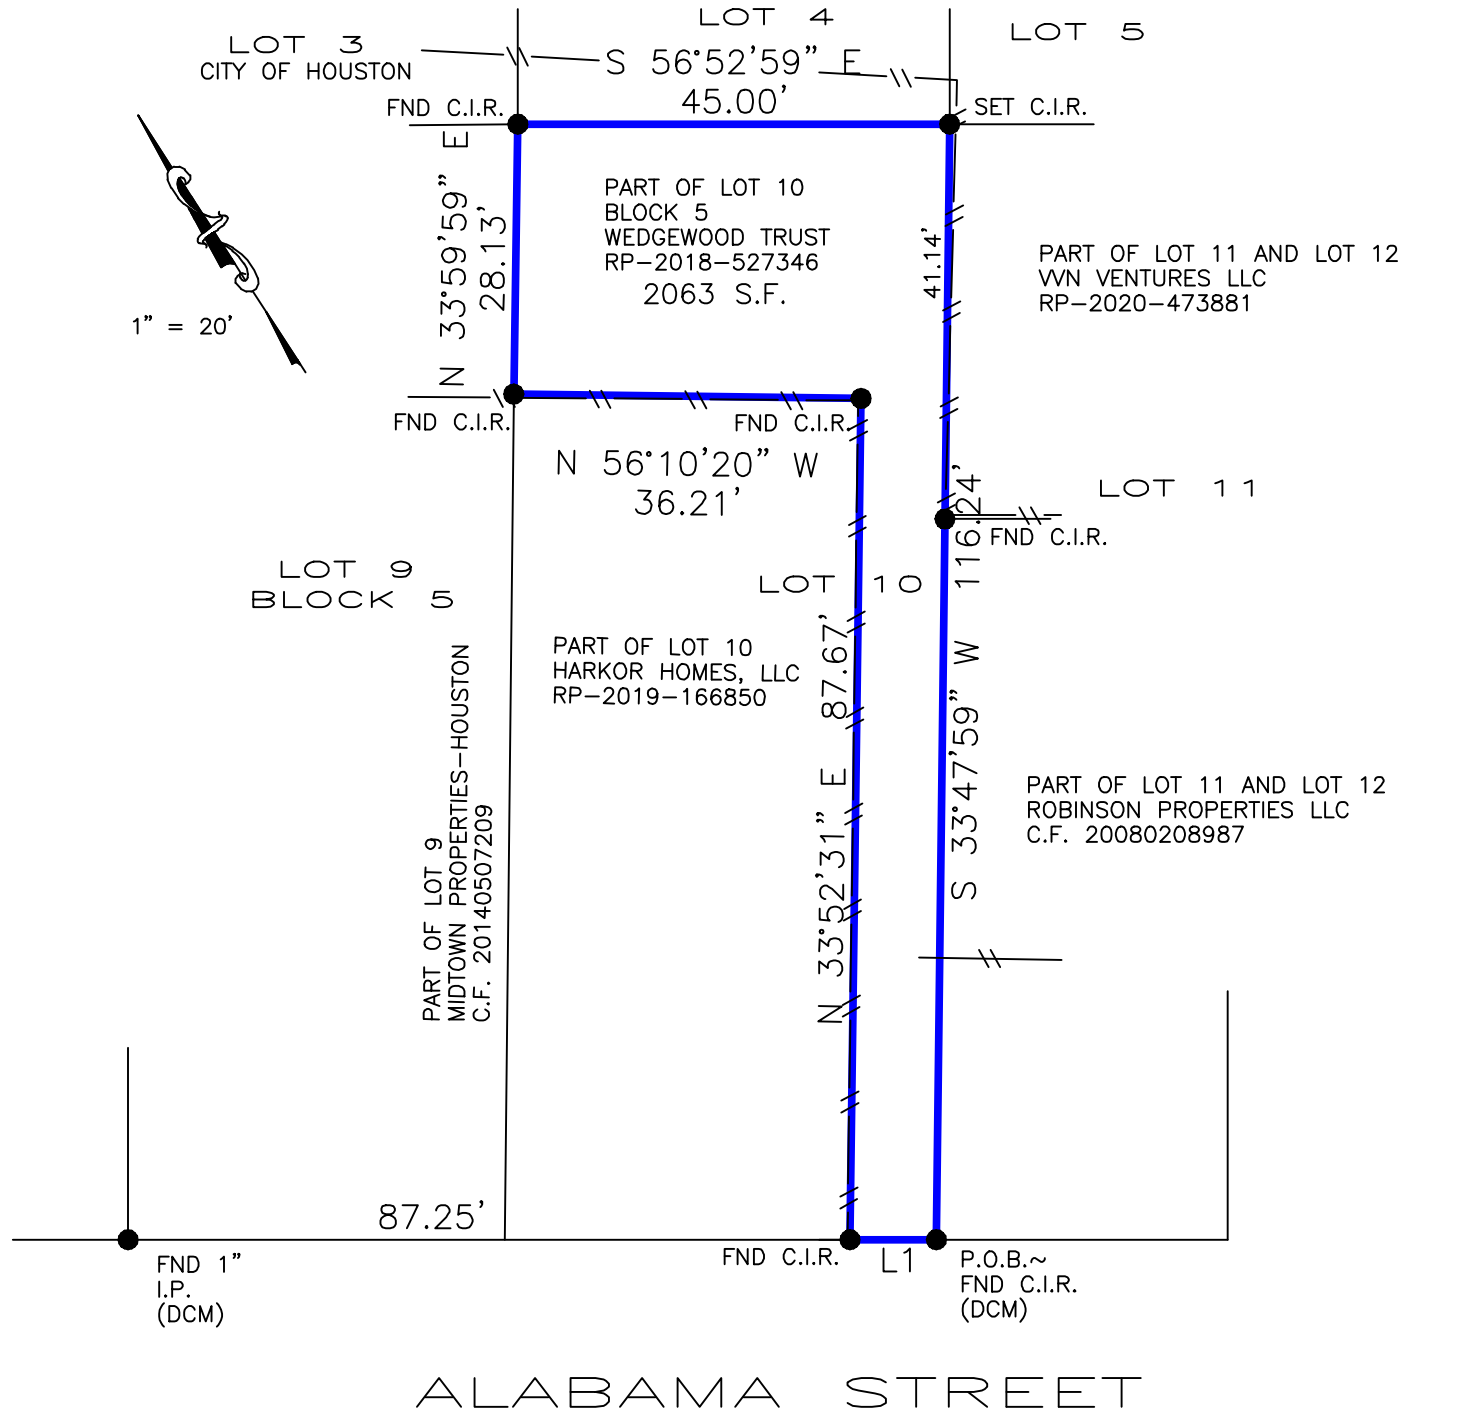 LOT 4
LOT 5
LOT 3
CITY OF HOUSTON
S 56°52'59" E
45.00'
FND C.I.R.
SET C.I.R.
N 33°59'59" E
28.13'
PART OF LOT 10
BLOCK 5
WEDGEWOOD TRUST
RP-2018-527346
2063 S.F.
41.14'
PART OF LOT 11 AND LOT 12
VVN VENTURES LLC
RP-2020-473881
1" = 20'
FND C.I.R.
FND C.I.R.
N 56°10'20" W
36.21'
LOT 11
FND C.I.R.
S 33°47'59" W 116.24'
LOT 9
BLOCK 5
LOT 10
N 33°52'31" E 87.67'
PART OF LOT 10
HARKOR HOMES, LLC
RP-2019-166850
PART OF LOT 9
MIDTOWN PROPERTIES-HOUSTON
C.F. 20140507209
PART OF LOT 11 AND LOT 12
ROBINSON PROPERTIES LLC
C.F. 20080208987
87.25'
FND 1"
I.P.
(DCM)
FND C.I.R.
L1
P.O.B.~
FND C.I.R.
(DCM)
ALABAMA STREET